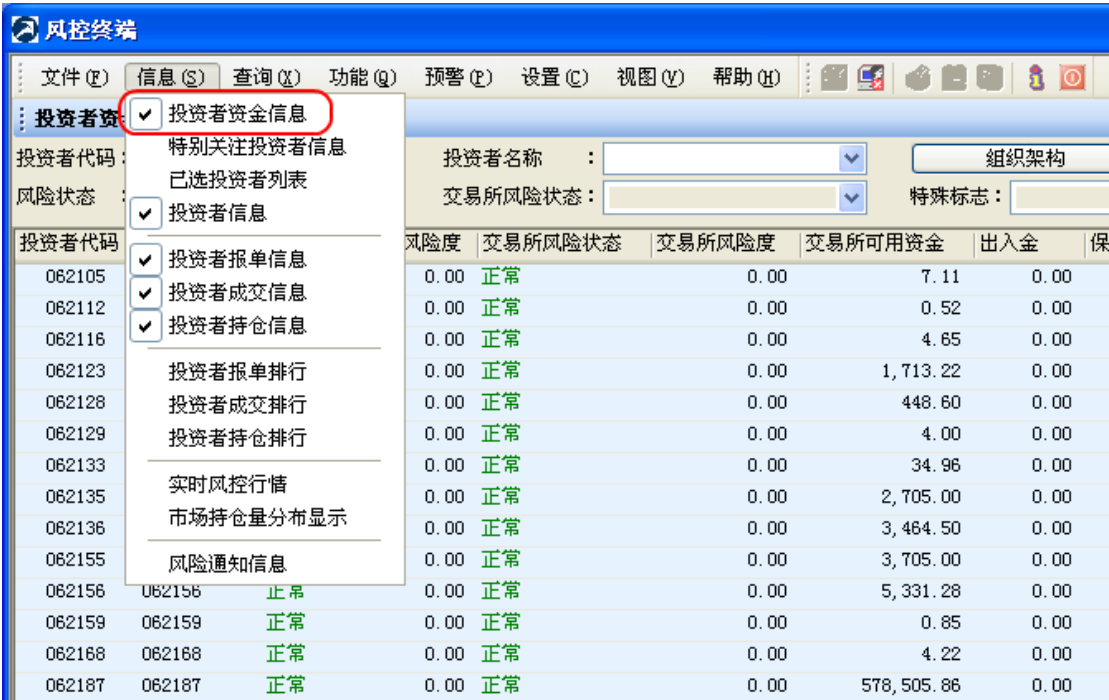 风控终端
文件(F) 信息(S) 查询(X) 功能(Q) 预警(P) 设置(C) 视图(V) 帮助(H)
投资者资
投资者代码: 投资者名称 : 组织架构
风险状态 : 交易所风险状态: 特殊标志:
投资者代码 风险度 交易所风险状态 交易所风险度 交易所可用资金 出入金 保
投资者资金信息
特别关注投资者信息
已选投资者列表
投资者信息
投资者报单信息
投资者成交信息
投资者持仓信息
投资者报单排行
投资者成交排行
投资者持仓排行
实时风控行情
市场持仓量分布显示
风险通知信息
062105 0.00 正常 0.00 7.11 0.00
062112 0.00 正常 0.00 0.52 0.00
062116 0.00 正常 0.00 4.65 0.00
062123 0.00 正常 0.00 1,713.22 0.00
062128 0.00 正常 0.00 448.60 0.00
062129 0.00 正常 0.00 4.00 0.00
062133 0.00 正常 0.00 34.96 0.00
062135 0.00 正常 0.00 2,705.00 0.00
062136 0.00 正常 0.00 3,464.50 0.00
062155 0.00 正常 0.00 3,705.00 0.00
062156 062156 正常 0.00 正常 0.00 5,331.28 0.00
062159 062159 正常 0.00 正常 0.00 0.85 0.00
062168 062168 正常 0.00 正常 0.00 4.22 0.00
062187 062187 正常 0.00 正常 0.00 578,505.86 0.00